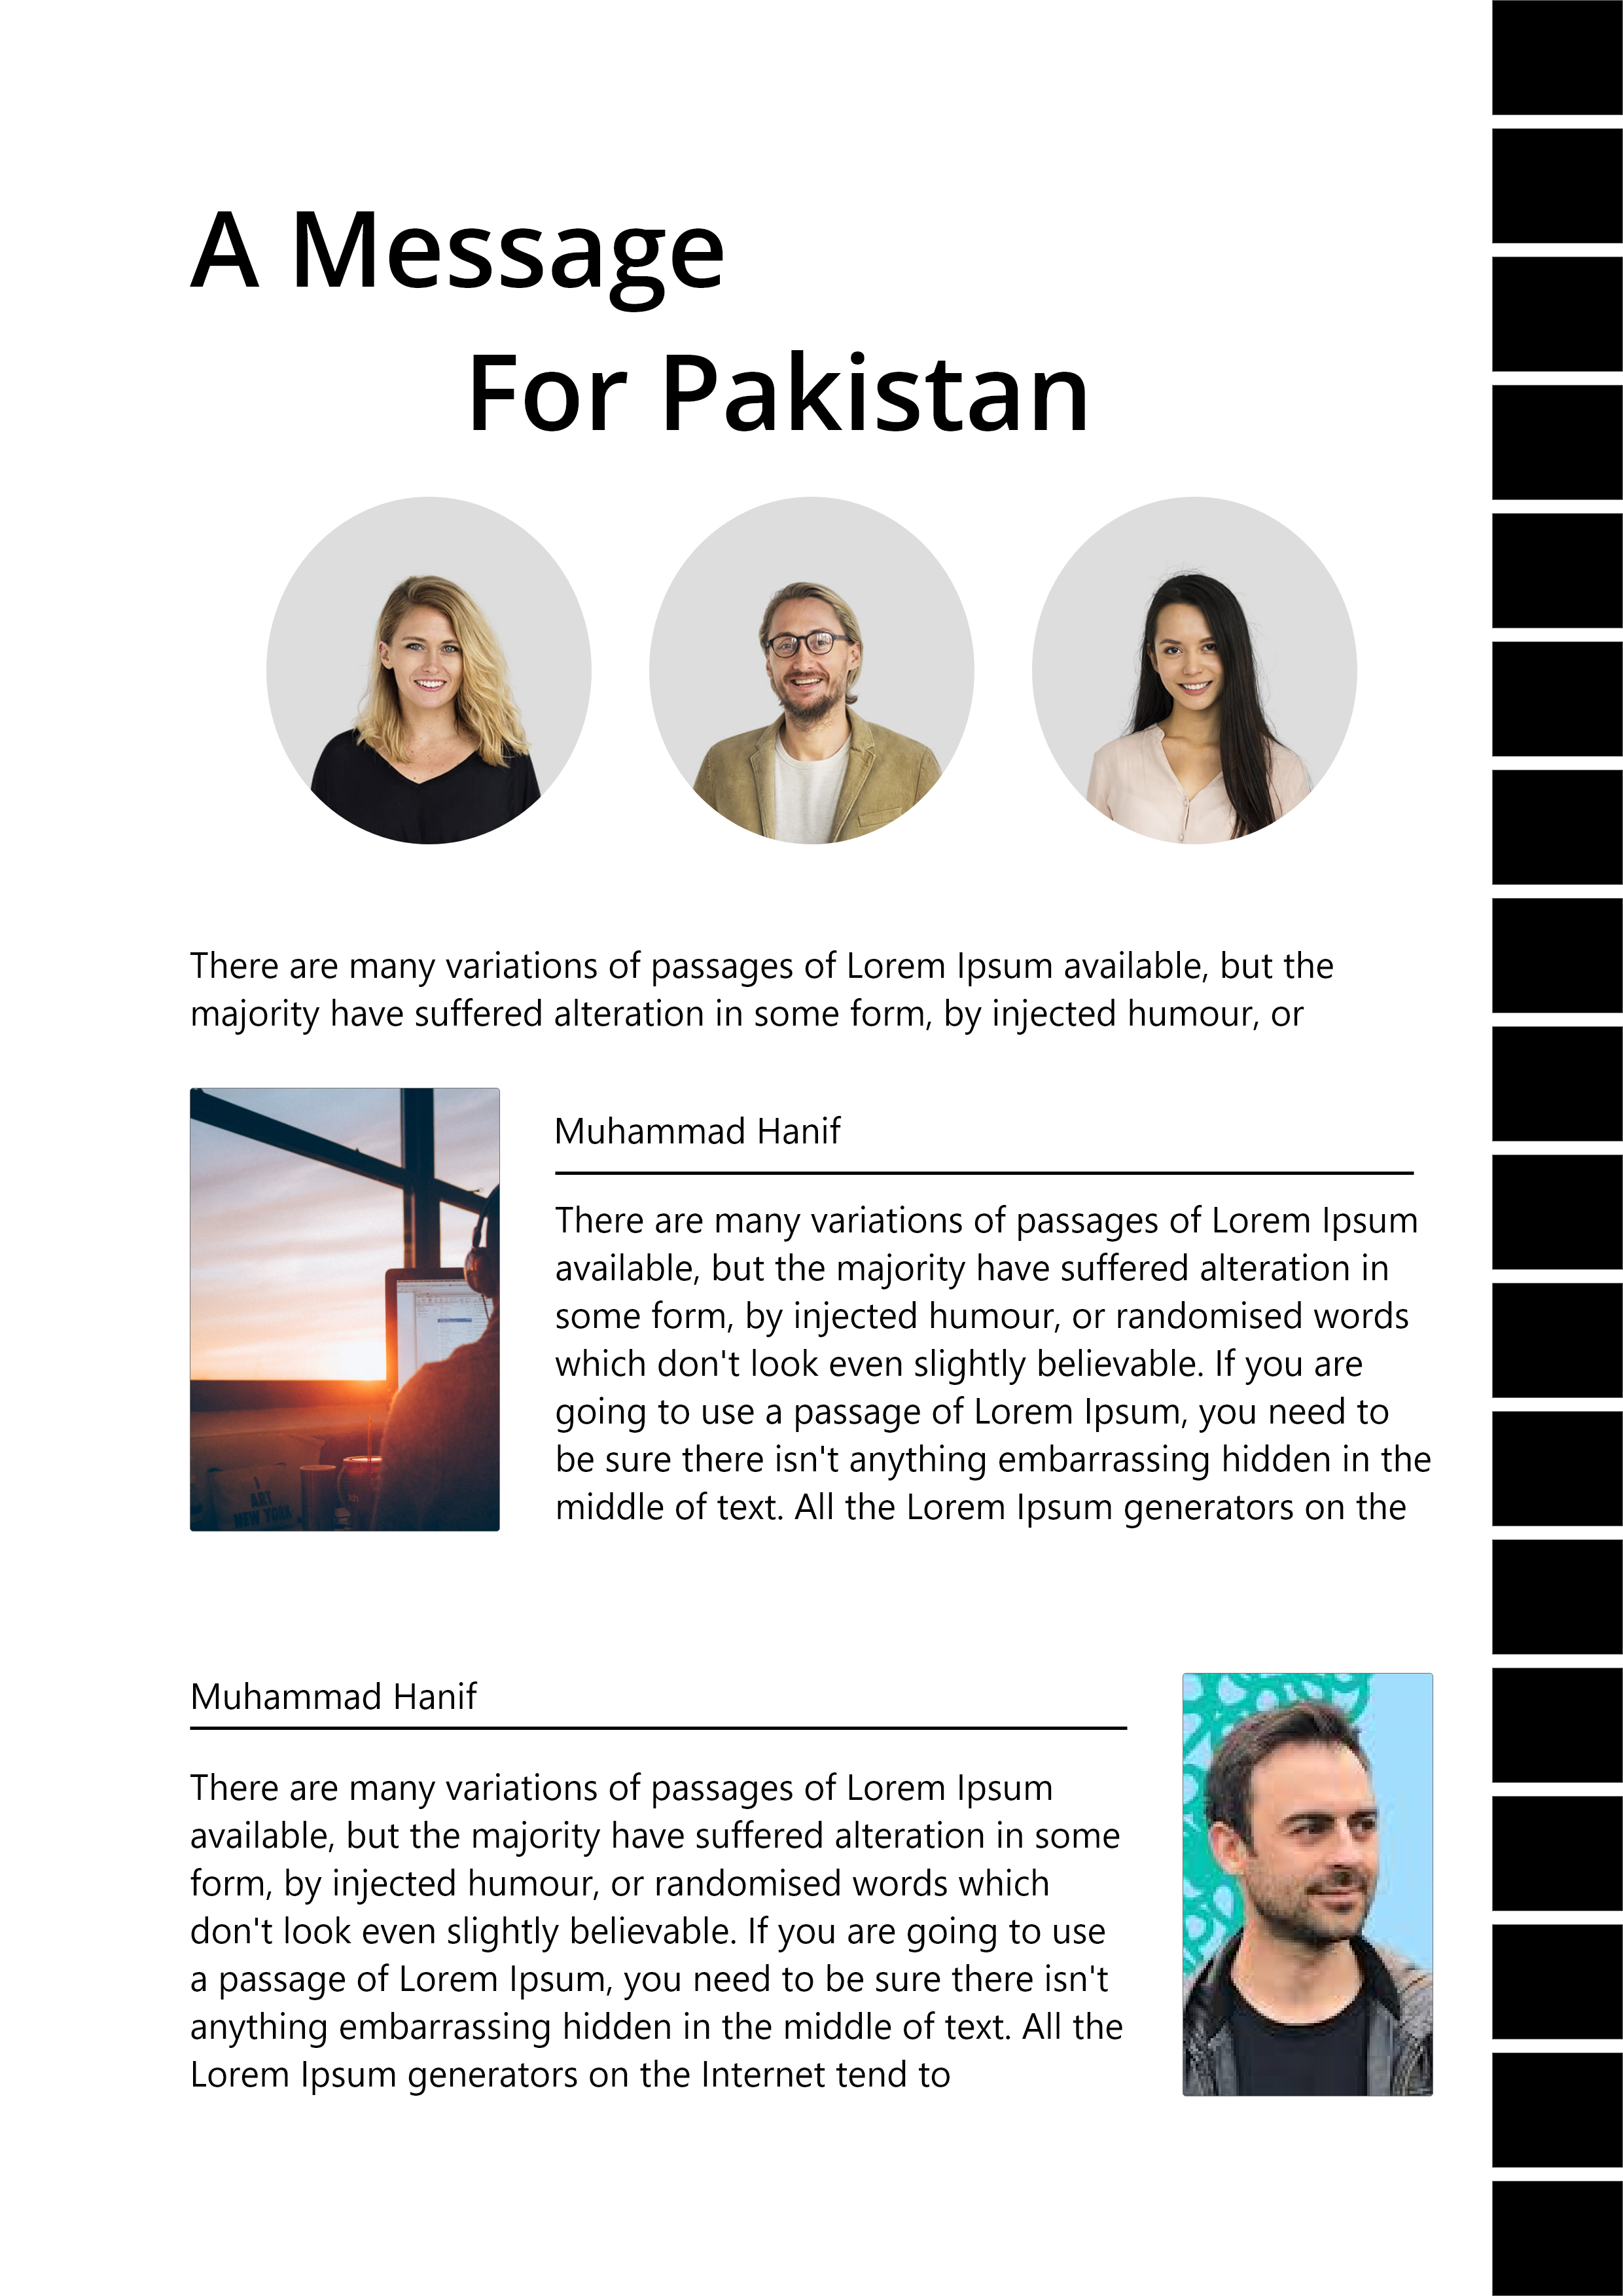 A Message
For Pakistan
There are many variations of passages of Lorem Ipsum available, but the
majority have suffered alteration in some form, by injected humour, or
Muhammad Hanif
There are many variations of passages of Lorem Ipsum
available, but the majority have suffered alteration in
some form, by injected humour, or randomised words
which don't look even slightly believable. If you are
going to use a passage of Lorem Ipsum, you need to
be sure there isn't anything embarrassing hidden in the
middle of text. All the Lorem Ipsum generators on the
I
ART
NEW YORK
Muhammad Hanif
There are many variations of passages of Lorem Ipsum
available, but the majority have suffered alteration in some
form, by injected humour, or randomised words which
don't look even slightly believable. If you are going to use
a passage of Lorem Ipsum, you need to be sure there isn't
anything embarrassing hidden in the middle of text. All the
Lorem Ipsum generators on the Internet tend to